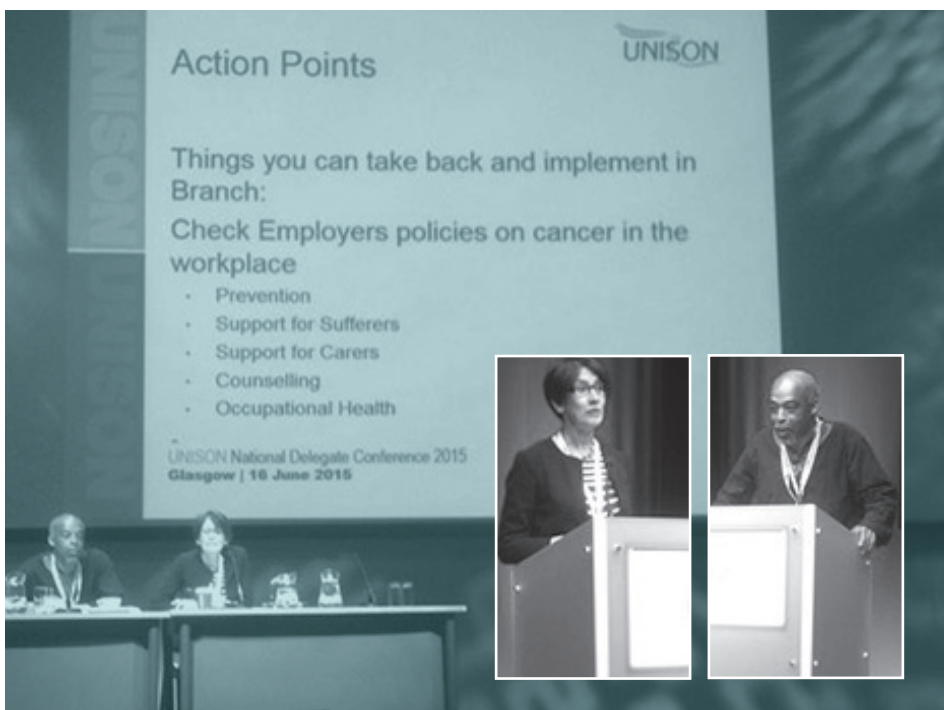 UNISON
Action Points
UNISON
Things you can take back and implement in
Branch:
Check Employers policies on cancer in the
workplace
· Prevention
· Support for Sufferers
· Support for Carers
· Counselling
· Occupational Health
-
UNISON National Delegate Conference 2015
Glasgow | 16 June 2015
UNISON